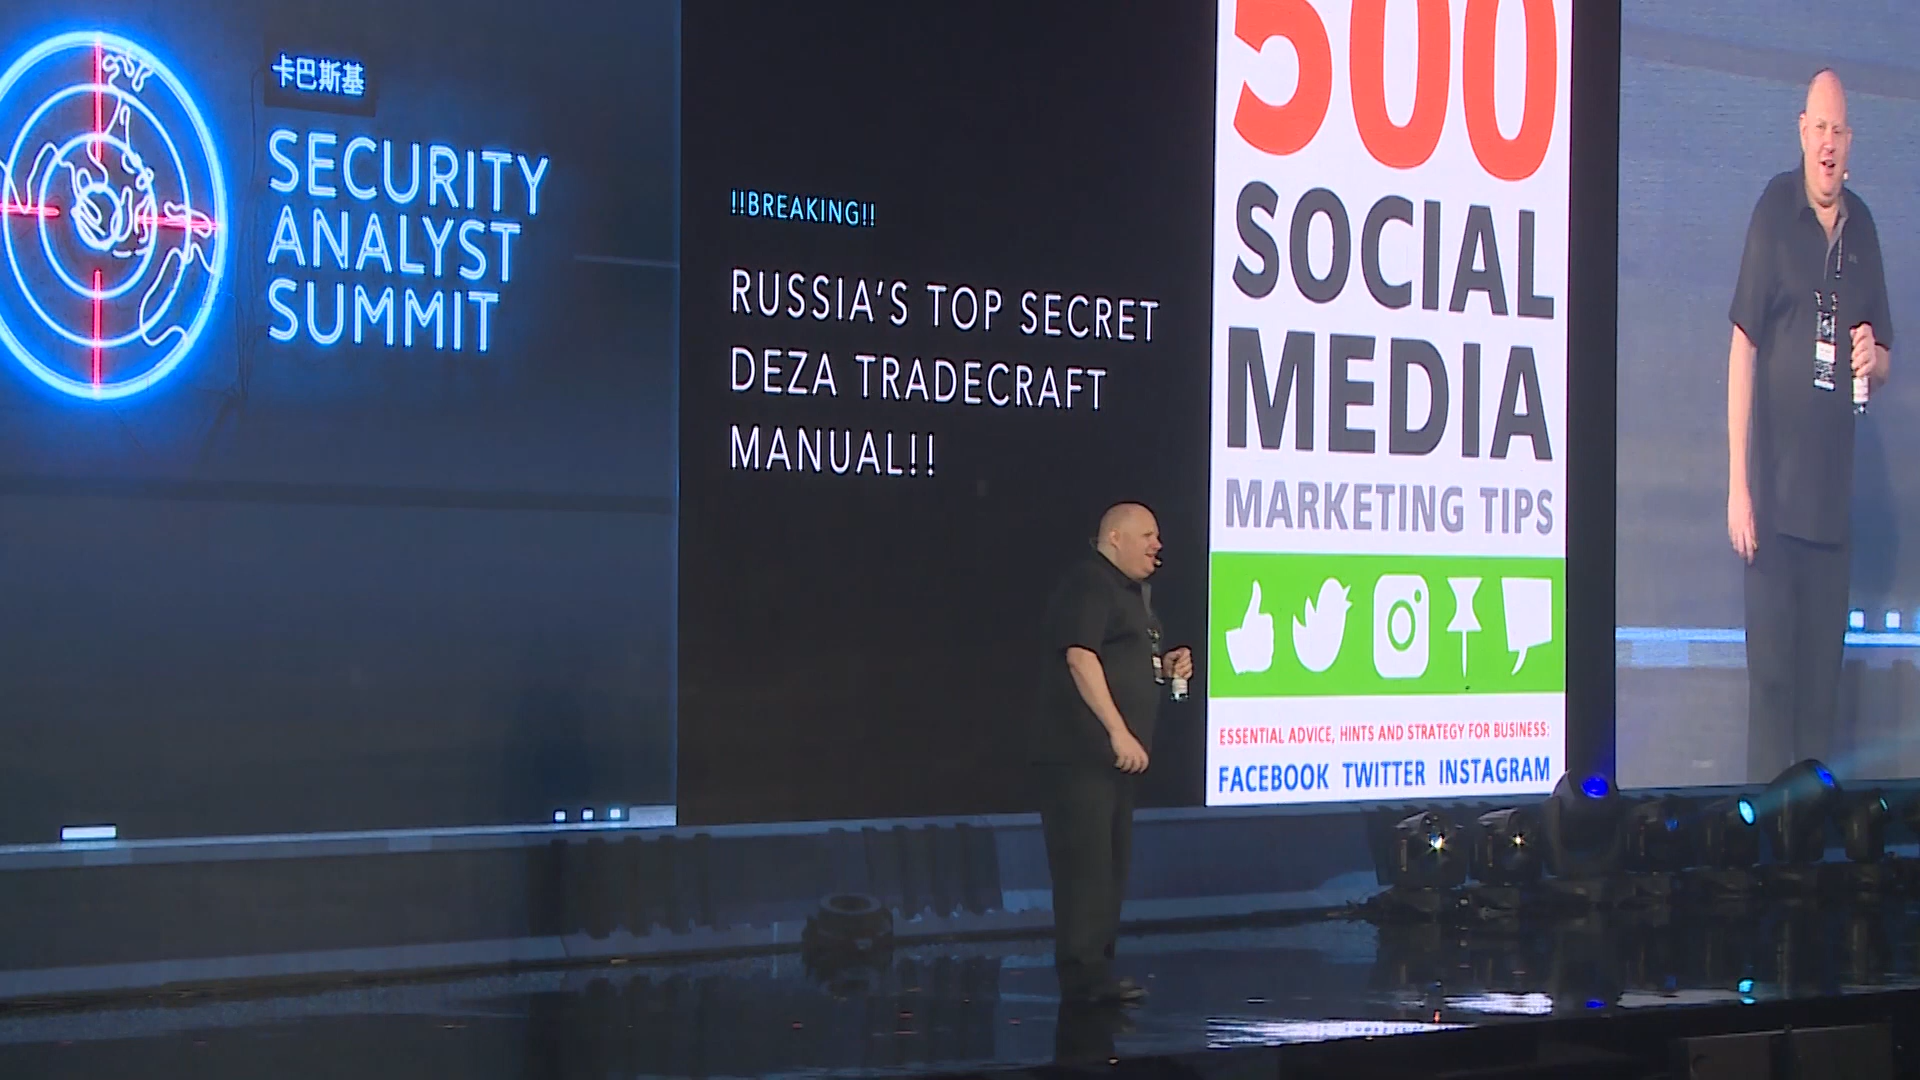 卡巴斯基
SECURITY
ANALYST
SUMMIT
!!BREAKING!!
RUSSIA'S TOP SECRET
DEZA TRADECRAFT
MANUAL!!
500
SOCIAL
MEDIA
MARKETING TIPS
ESSENTIAL ADVICE, HINTS AND STRATEGY FOR BUSINESS:
FACEBOOK TWITTER INSTAGRAM